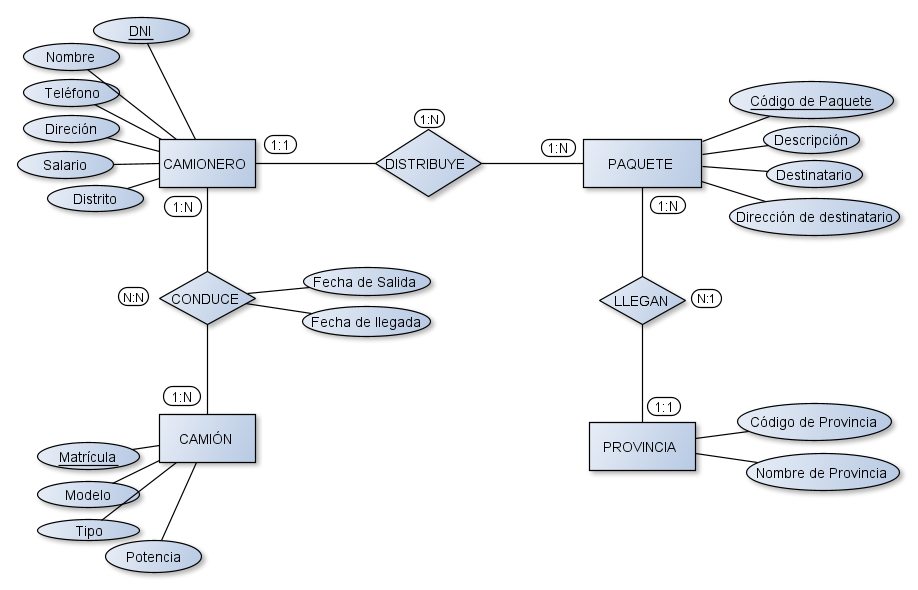 DNI
Nombre
Teléfono
Direción
Salario
Distrito
CAMIONERO
1:1
1:N
DISTRIBUYE
1:N
PAQUETE
Código de Paquete
Descripción
Destinatario
Dirección de destinatario
1:N
1:N
N:N
CONDUCE
Fecha de Salida
Fecha de llegada
LLEGAN
N:1
1:N
CAMIÓN
Matrícula
Modelo
Tipo
Potencia
1:1
PROVINCIA
Código de Provincia
Nombre de Provincia